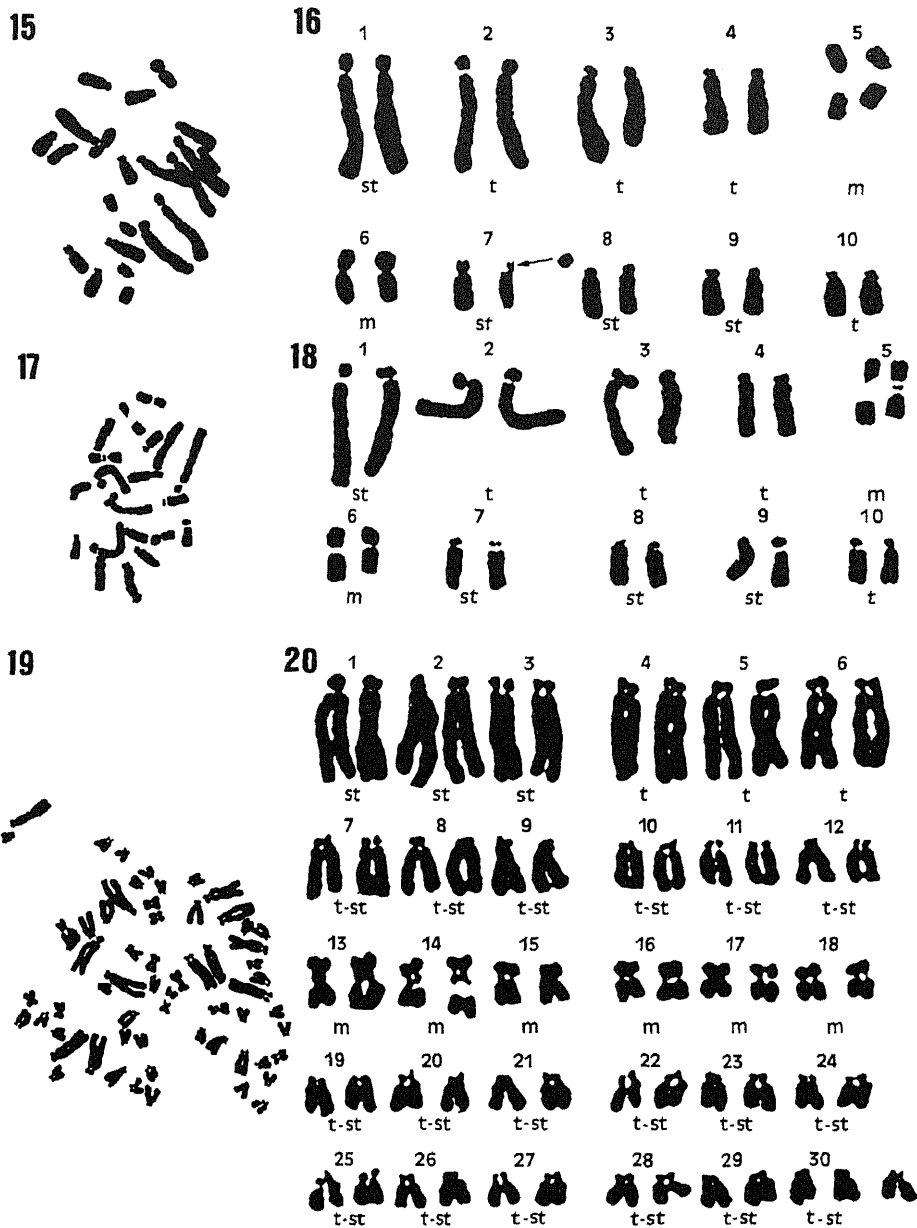 15
16
1 2 3 4 5
st t t t m
6 7 8 9 10
m st st st t
17
18
1 2 3 4 5
st t t t m
6 7 8 9 10
m st st st t
19
20
1 2 3 4 5 6
st st st t t t
7 8 9 10 11 12
t-st t-st t-st t-st t-st t-st
13 14 15 16 17 18
m m m m m m
19 20 21 22 23 24
t-st t-st t-st t-st t-st t-st
25 26 27 28 29 30
t-st t-st t-st t-st t-st t-st